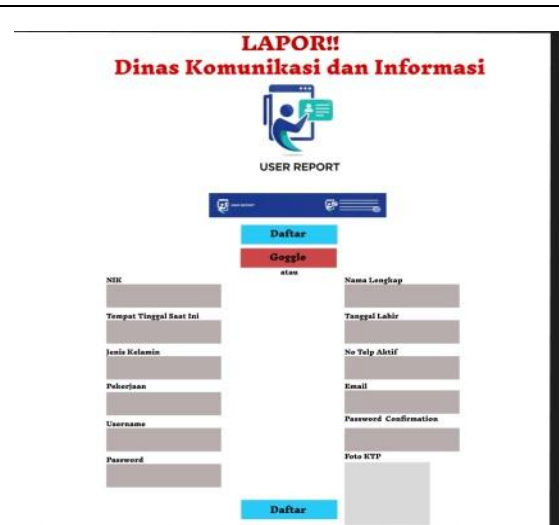 LAPOR!!
Dinas Komunikasi dan Informasi
USER REPORT
Daftar
Goggle
atau
NIK
Nama Lengkap
Tempat Tinggal Saat Ini
Tanggal Lahir
Jenis Kelamin
No Telp Aktif
Pekerjaan
Email
Username
Password Confirmation
Password
Foto KTP
Daftar